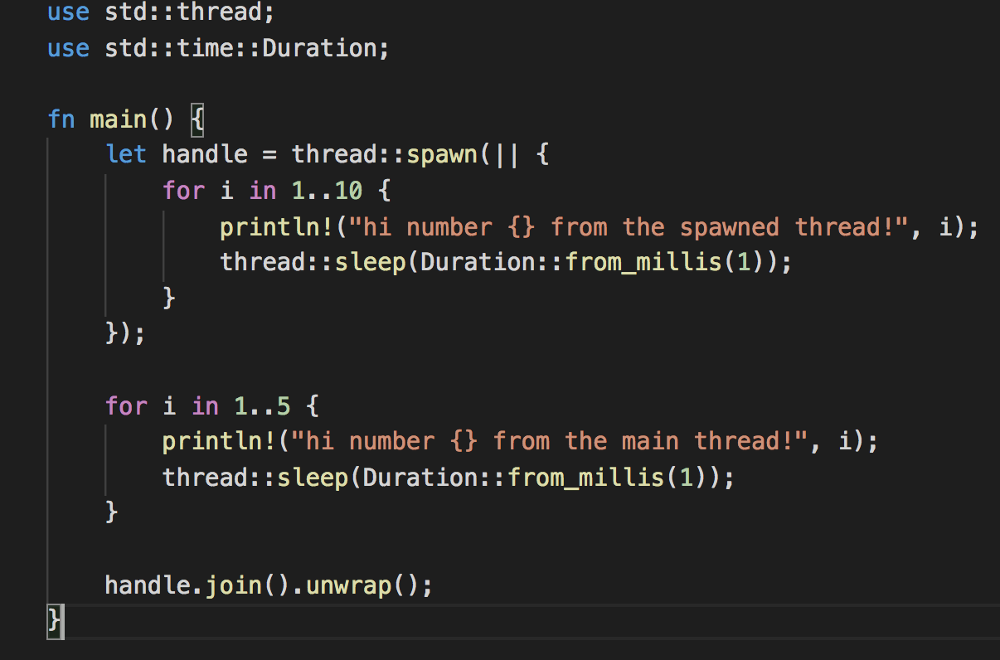 use std::thread;
use std::time::Duration;

fn main() {
    let handle = thread::spawn(|| {
        for i in 1..10 {
            println!("hi number {} from the spawned thread!", i);
            thread::sleep(Duration::from_millis(1));
        }
    });

    for i in 1..5 {
        println!("hi number {} from the main thread!", i);
        thread::sleep(Duration::from_millis(1));
    }

    handle.join().unwrap();
}